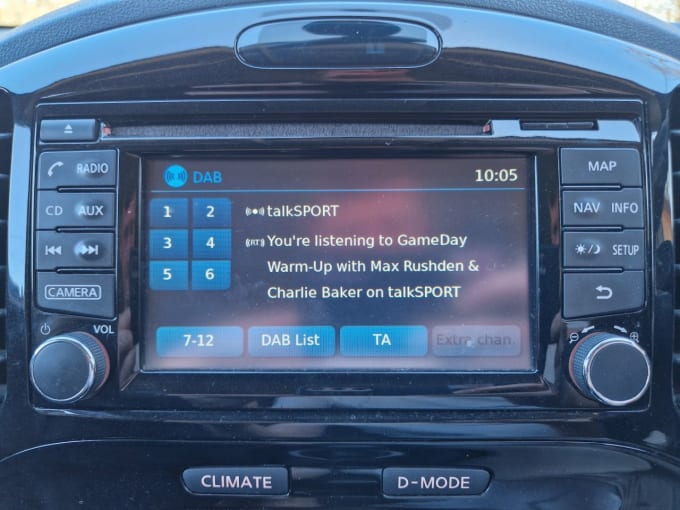 DAB
10:05
RADIO
MAP
CD
AUX
NAV
INFO
SETUP
CAMERA
VOL
1
2
3
4
5
6
talkSPORT
(RT) You're listening to GameDay
Warm-Up with Max Rushden &
Charlie Baker on talkSPORT
7-12
DAB List
TA
Extra chan.
CLIMATE
D-MODE